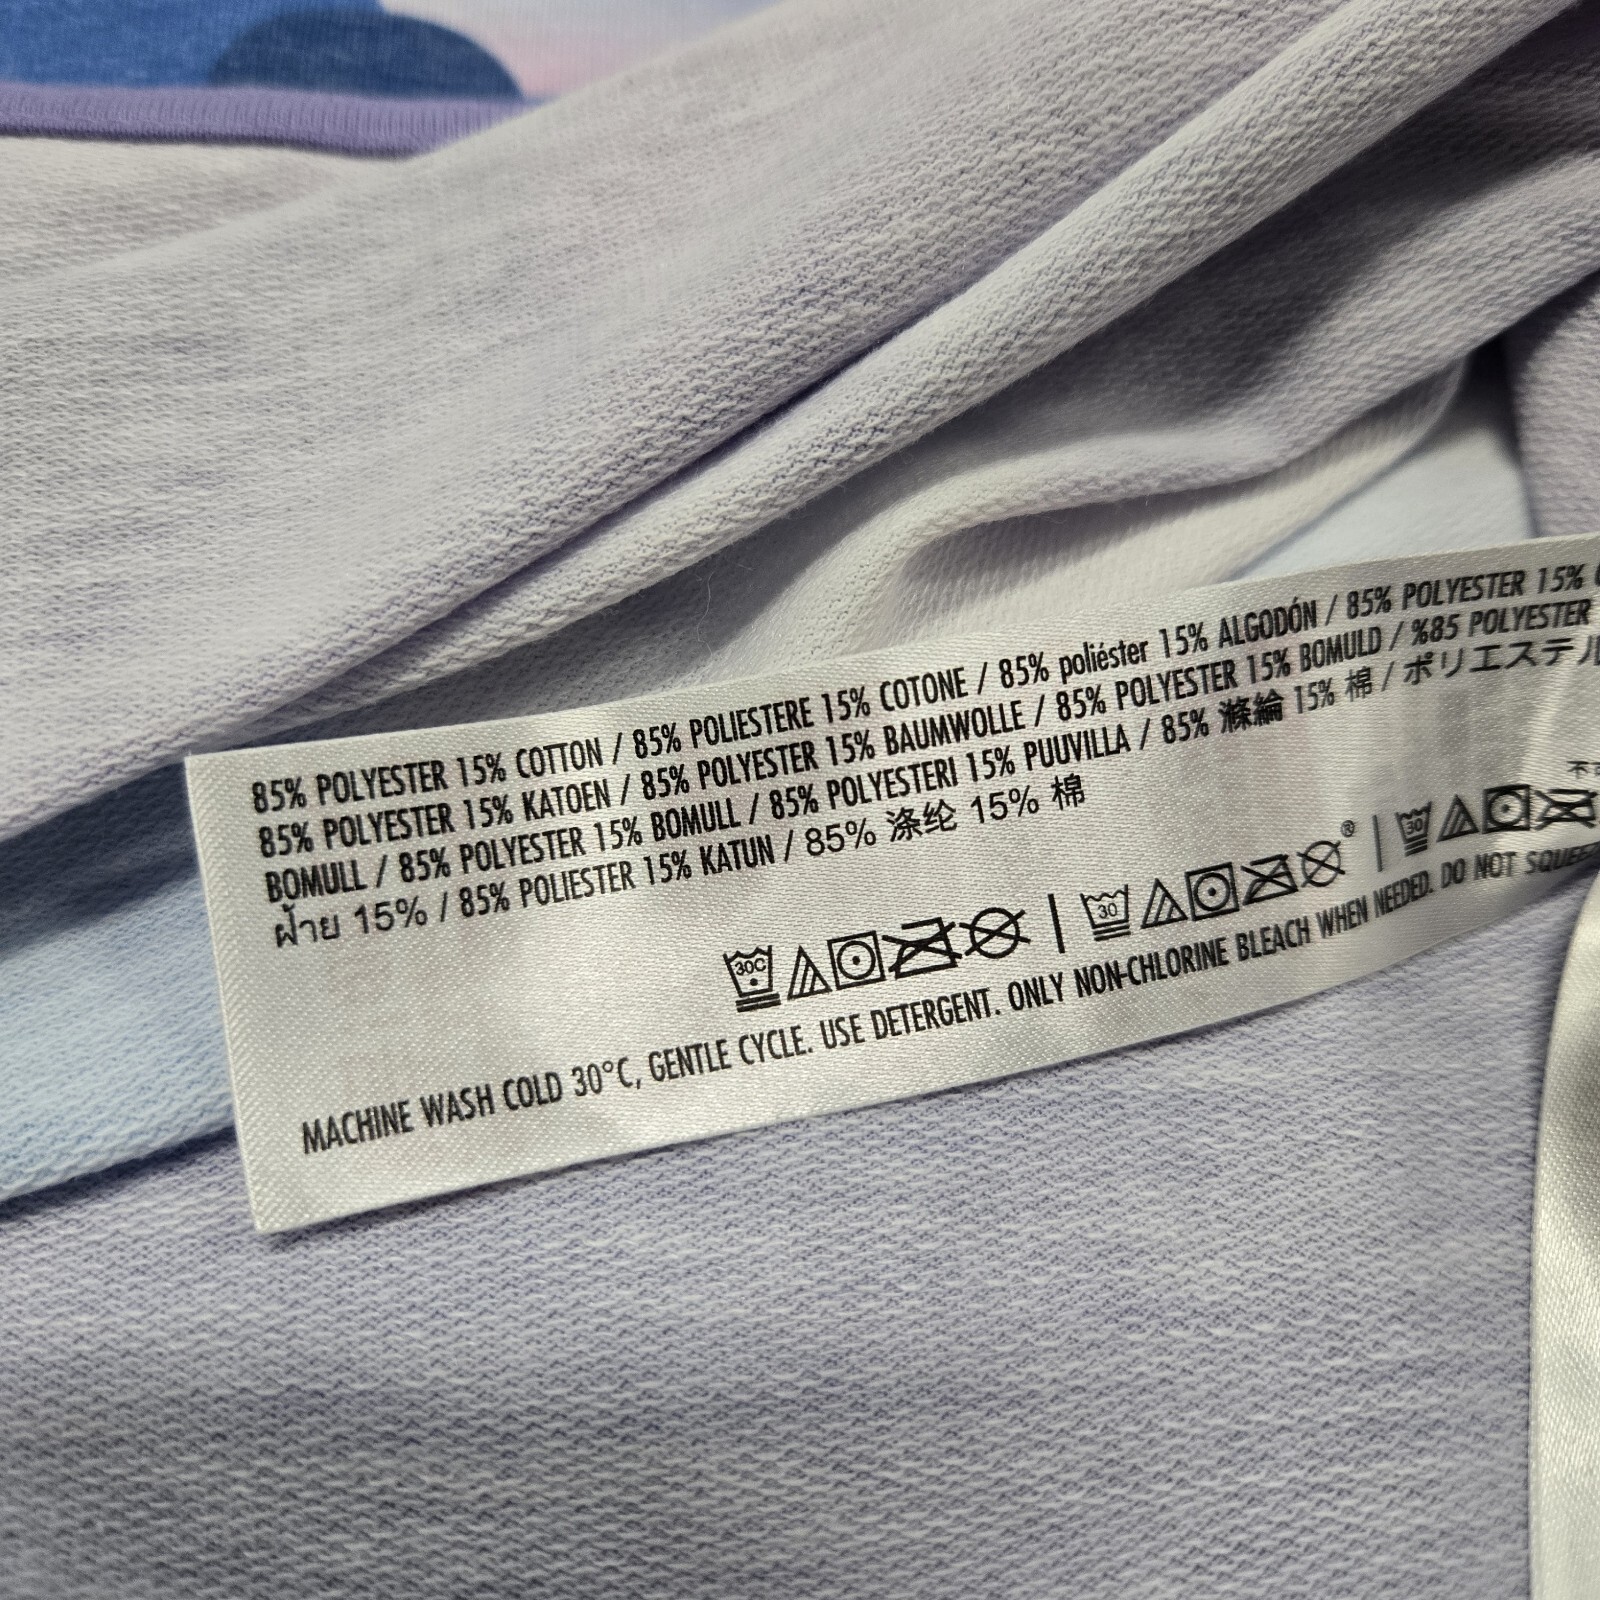 85% POLYESTER 15% COTTON / 85% POLIESTERE 15% COTONE / 85% poliéster 15% ALGODÓN / 85% POLYESTER 15%
85% POLYESTER 15% KATOEN / 85% POLYESTER 15% BAUMWOLLE / 85% POLYESTER 15% BOMULD / %85 POLYESTER
BOMULL / 85% POLYESTER 15% BOMULL / 85% POLYESTERI 15% PUUVILLA / 85% 滌綸 15% 棉 / ポリエステル
ฝ้าย 15% / 85% POLIESTER 15% KATUN / 85% 涤纶 15% 棉
30C
30
®
30
MACHINE WASH COLD 30°C, GENTLE CYCLE. USE DETERGENT. ONLY NON-CHLORINE BLEACH WHEN NEEDED. DO NOT